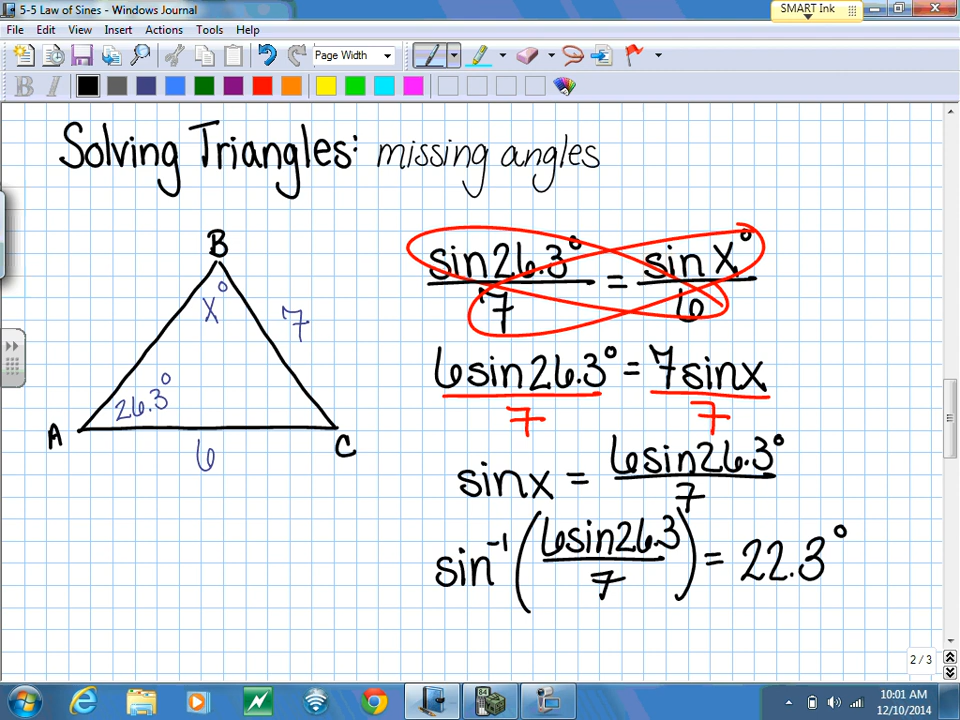 5-5 Law of Sines - Windows Journal
SMART Ink
File Edit View Insert Actions Tools Help
Page Width
B I
Solving Triangles: missing angles
B
x°
7
26.3°
A
6
C
sin26.3° / 7 = sin x° / 6
6sin26.3° / 7 = 7sinx / 7
sinx = 6sin26.3° / 7
sin⁻¹(6sin26.3 / 7) = 22.3°
2 / 3
84
10:01 AM
12/10/2014